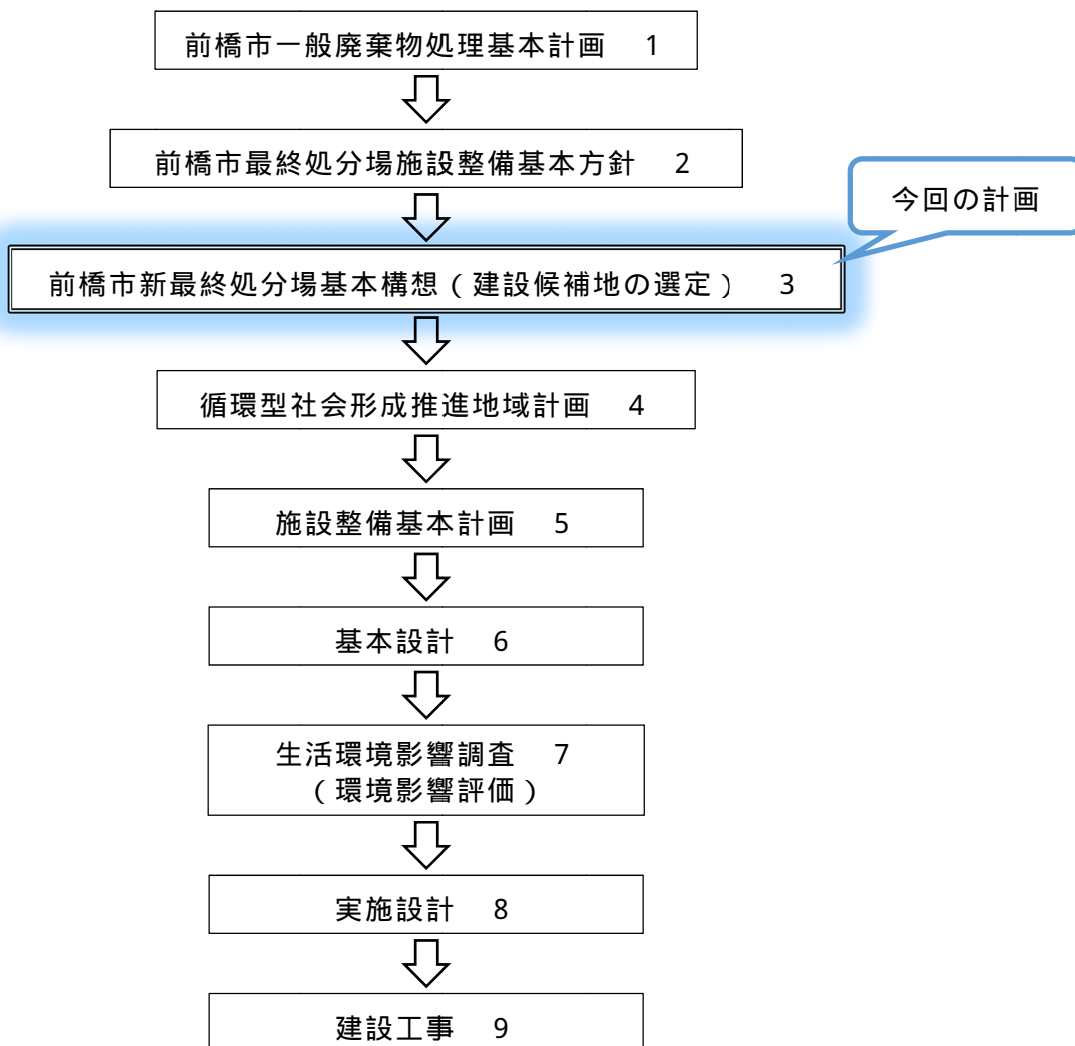 前橋市一般廃棄物処理基本計画 1
前橋市最終処分場施設整備基本方針 2
今回の計画
前橋市新最終処分場基本構想(建設候補地の選定) 3
循環型社会形成推進地域計画 4
施設整備基本計画 5
基本設計 6
生活環境影響調査 7
(環境影響評価)
実施設計 8
建設工事 9